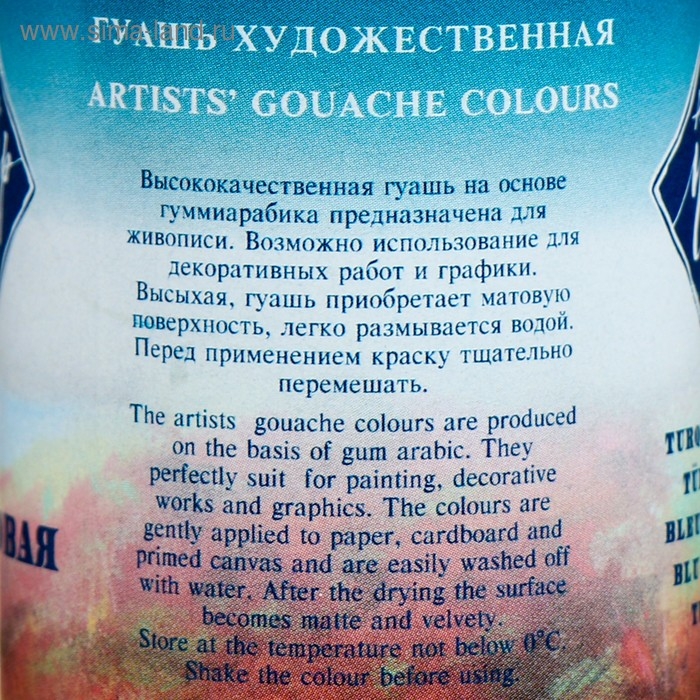 www.sima-land.ru
ГУАШЬ ХУДОЖЕСТВЕННАЯ
ARTISTS' GOUACHE COLOURS
Высококачественная гуашь на основе
гуммиарабика предназначена для
живописи. Возможно использование для
декоративных работ и графики.
Высыхая, гуашь приобретает матовую
поверхность, легко размывается водой.
Перед применением краску тщательно
перемешать.
The artists gouache colours are produced
on the basis of gum arabic. They
perfectly suit for painting, decorative
works and graphics. The colours are
gently applied to paper, cardboard and
primed canvas and are easily washed off
with water. After the drying the surface
becomes matte and velvety.
Store at the temperature not below 0°C.
Shake the colour before using.